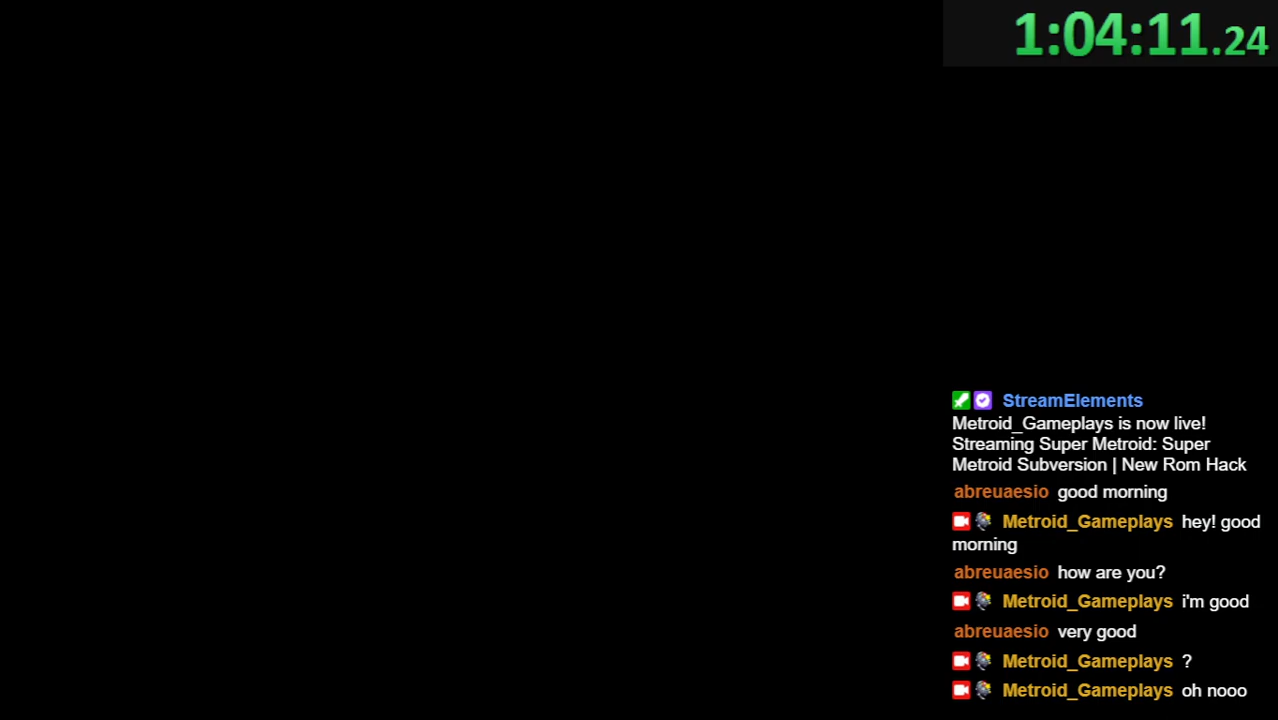 1:04:11.24
StreamElements
Metroid_Gameplays is now live!
Streaming Super Metroid: Super
Metroid Subversion | New Rom Hack
abreuaesio good morning
Metroid_Gameplays hey! good
morning
abreuaesio how are you?
Metroid_Gameplays i'm good
abreuaesio very good
Metroid_Gameplays ?
Metroid_Gameplays oh nooo